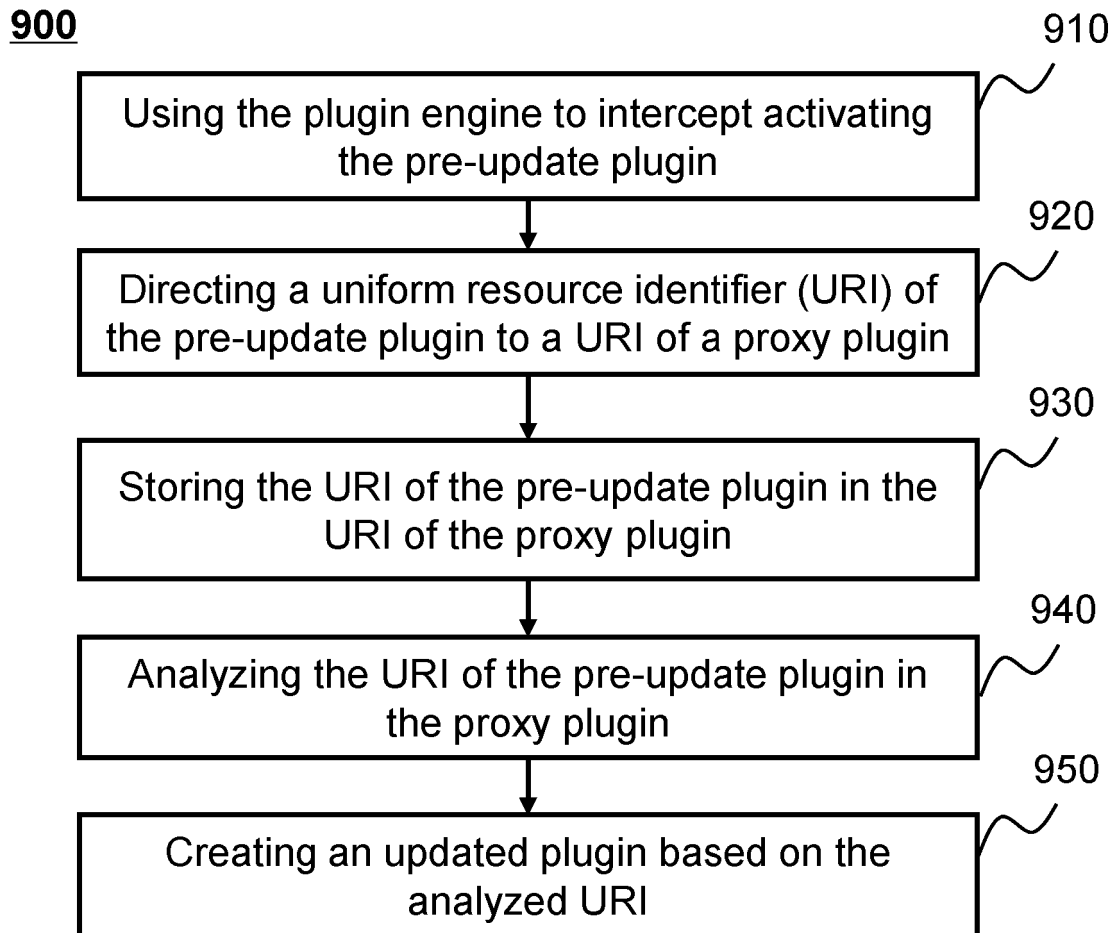 900
910
Using the plugin engine to intercept activating
the pre-update plugin
920
Directing a uniform resource identifier (URI) of
the pre-update plugin to a URI of a proxy plugin
930
Storing the URI of the pre-update plugin in the
URI of the proxy plugin
940
Analyzing the URI of the pre-update plugin in
the proxy plugin
950
Creating an updated plugin based on the
analyzed URI